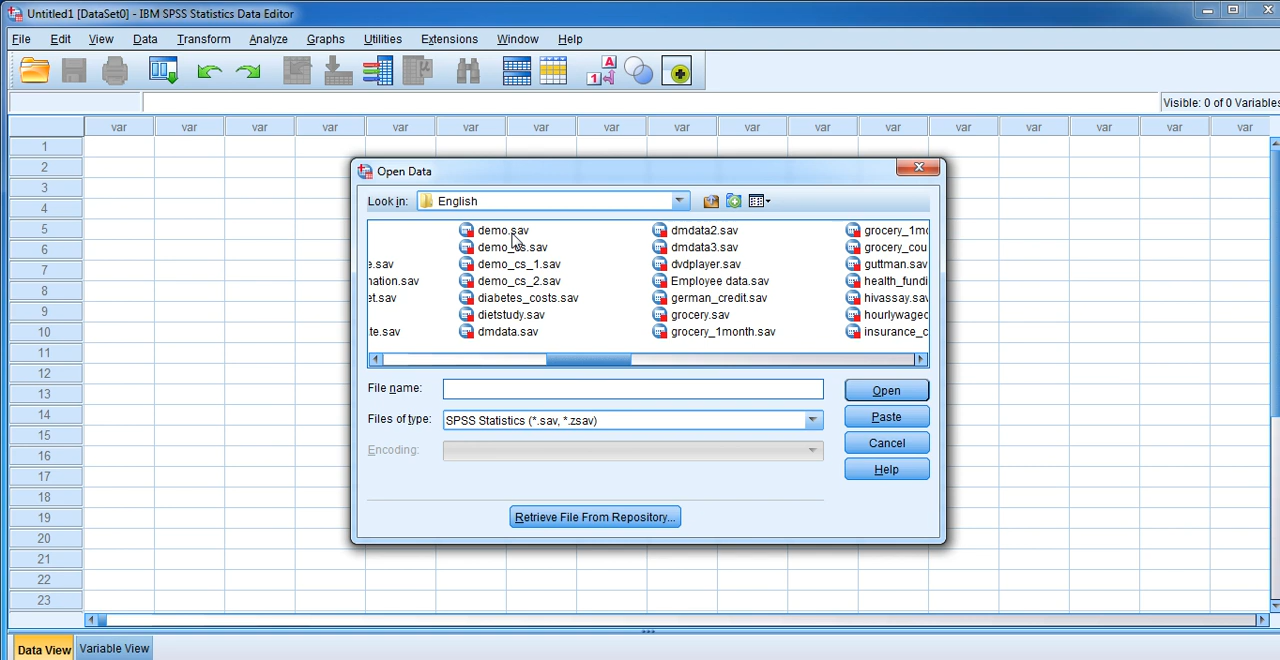 Untitled1 [DataSet0] - IBM SPSS Statistics Data Editor
File Edit View Data Transform Analyze Graphs Utilities Extensions Window Help
Visible: 0 of 0 Variables
var var var var var var var var var var var var var var var var var
1
2
3
4
5
6
7
8
9
10
11
12
13
14
15
16
17
18
19
20
21
22
23
Open Data
Look in: English
demo.sav dmdata2.sav grocery_1mo
demo_cs.sav dmdata3.sav grocery_cou
e.sav demo_cs_1.sav dvdplayer.sav guttman.sav
nation.sav demo_cs_2.sav Employee data.sav health_fundi
et.sav diabetes_costs.sav german_credit.sav hivassay.sav
dietstudy.sav grocery.sav hourlywaged
te.sav dmdata.sav grocery_1month.sav insurance_c
File name: Open
Files of type: SPSS Statistics (*.sav, *.zsav) Paste
Encoding: Cancel
Help
Retrieve File From Repository...
Data View Variable View